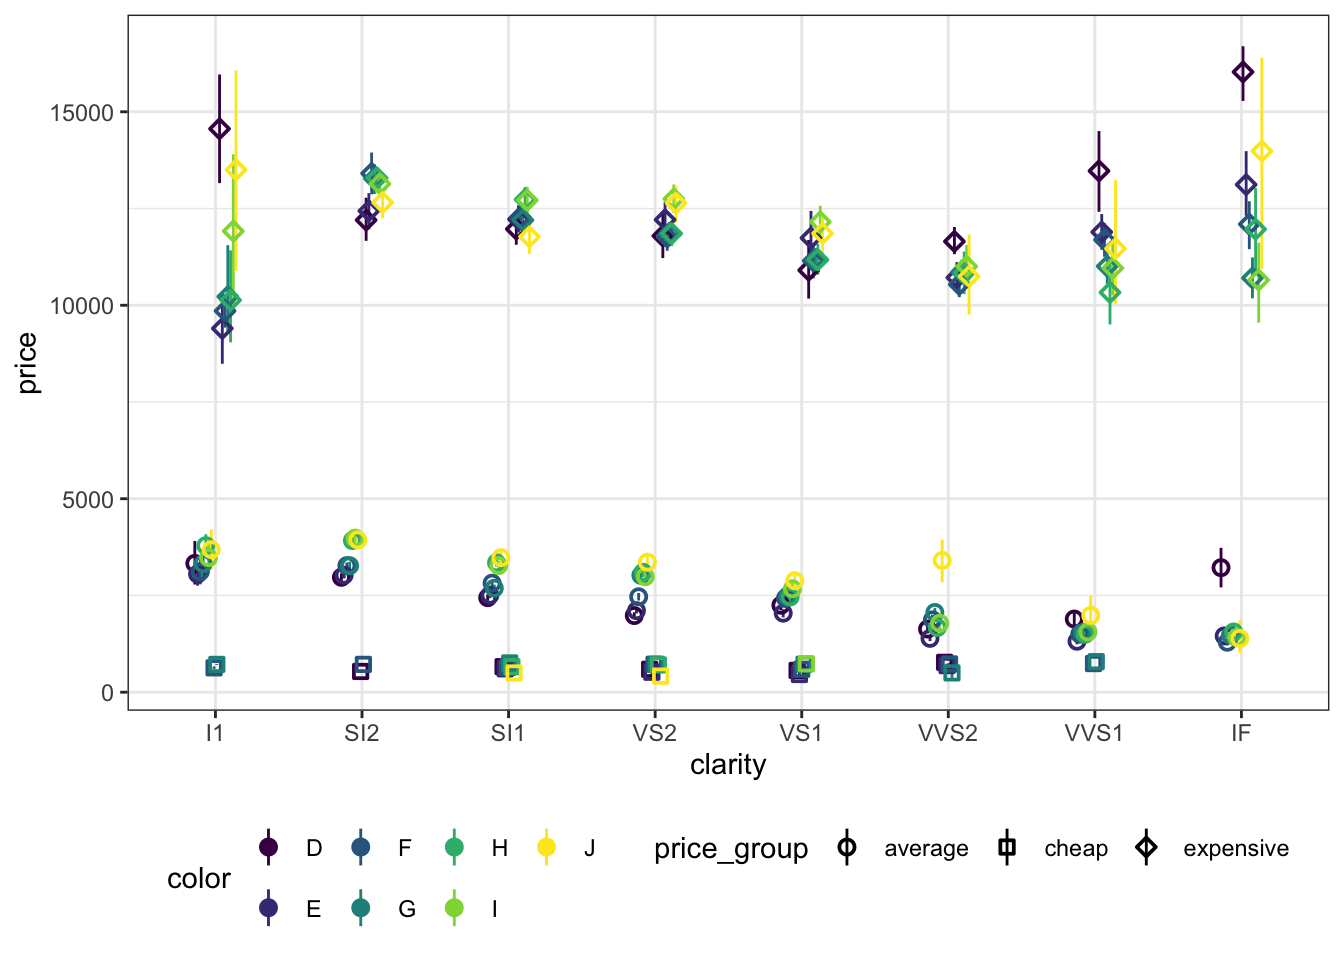 15000
10000
5000
0
price
I1 SI2 SI1 VS2 VS1 VVS2 VVS1 IF
clarity
color D F H J price_group average cheap expensive
E G I